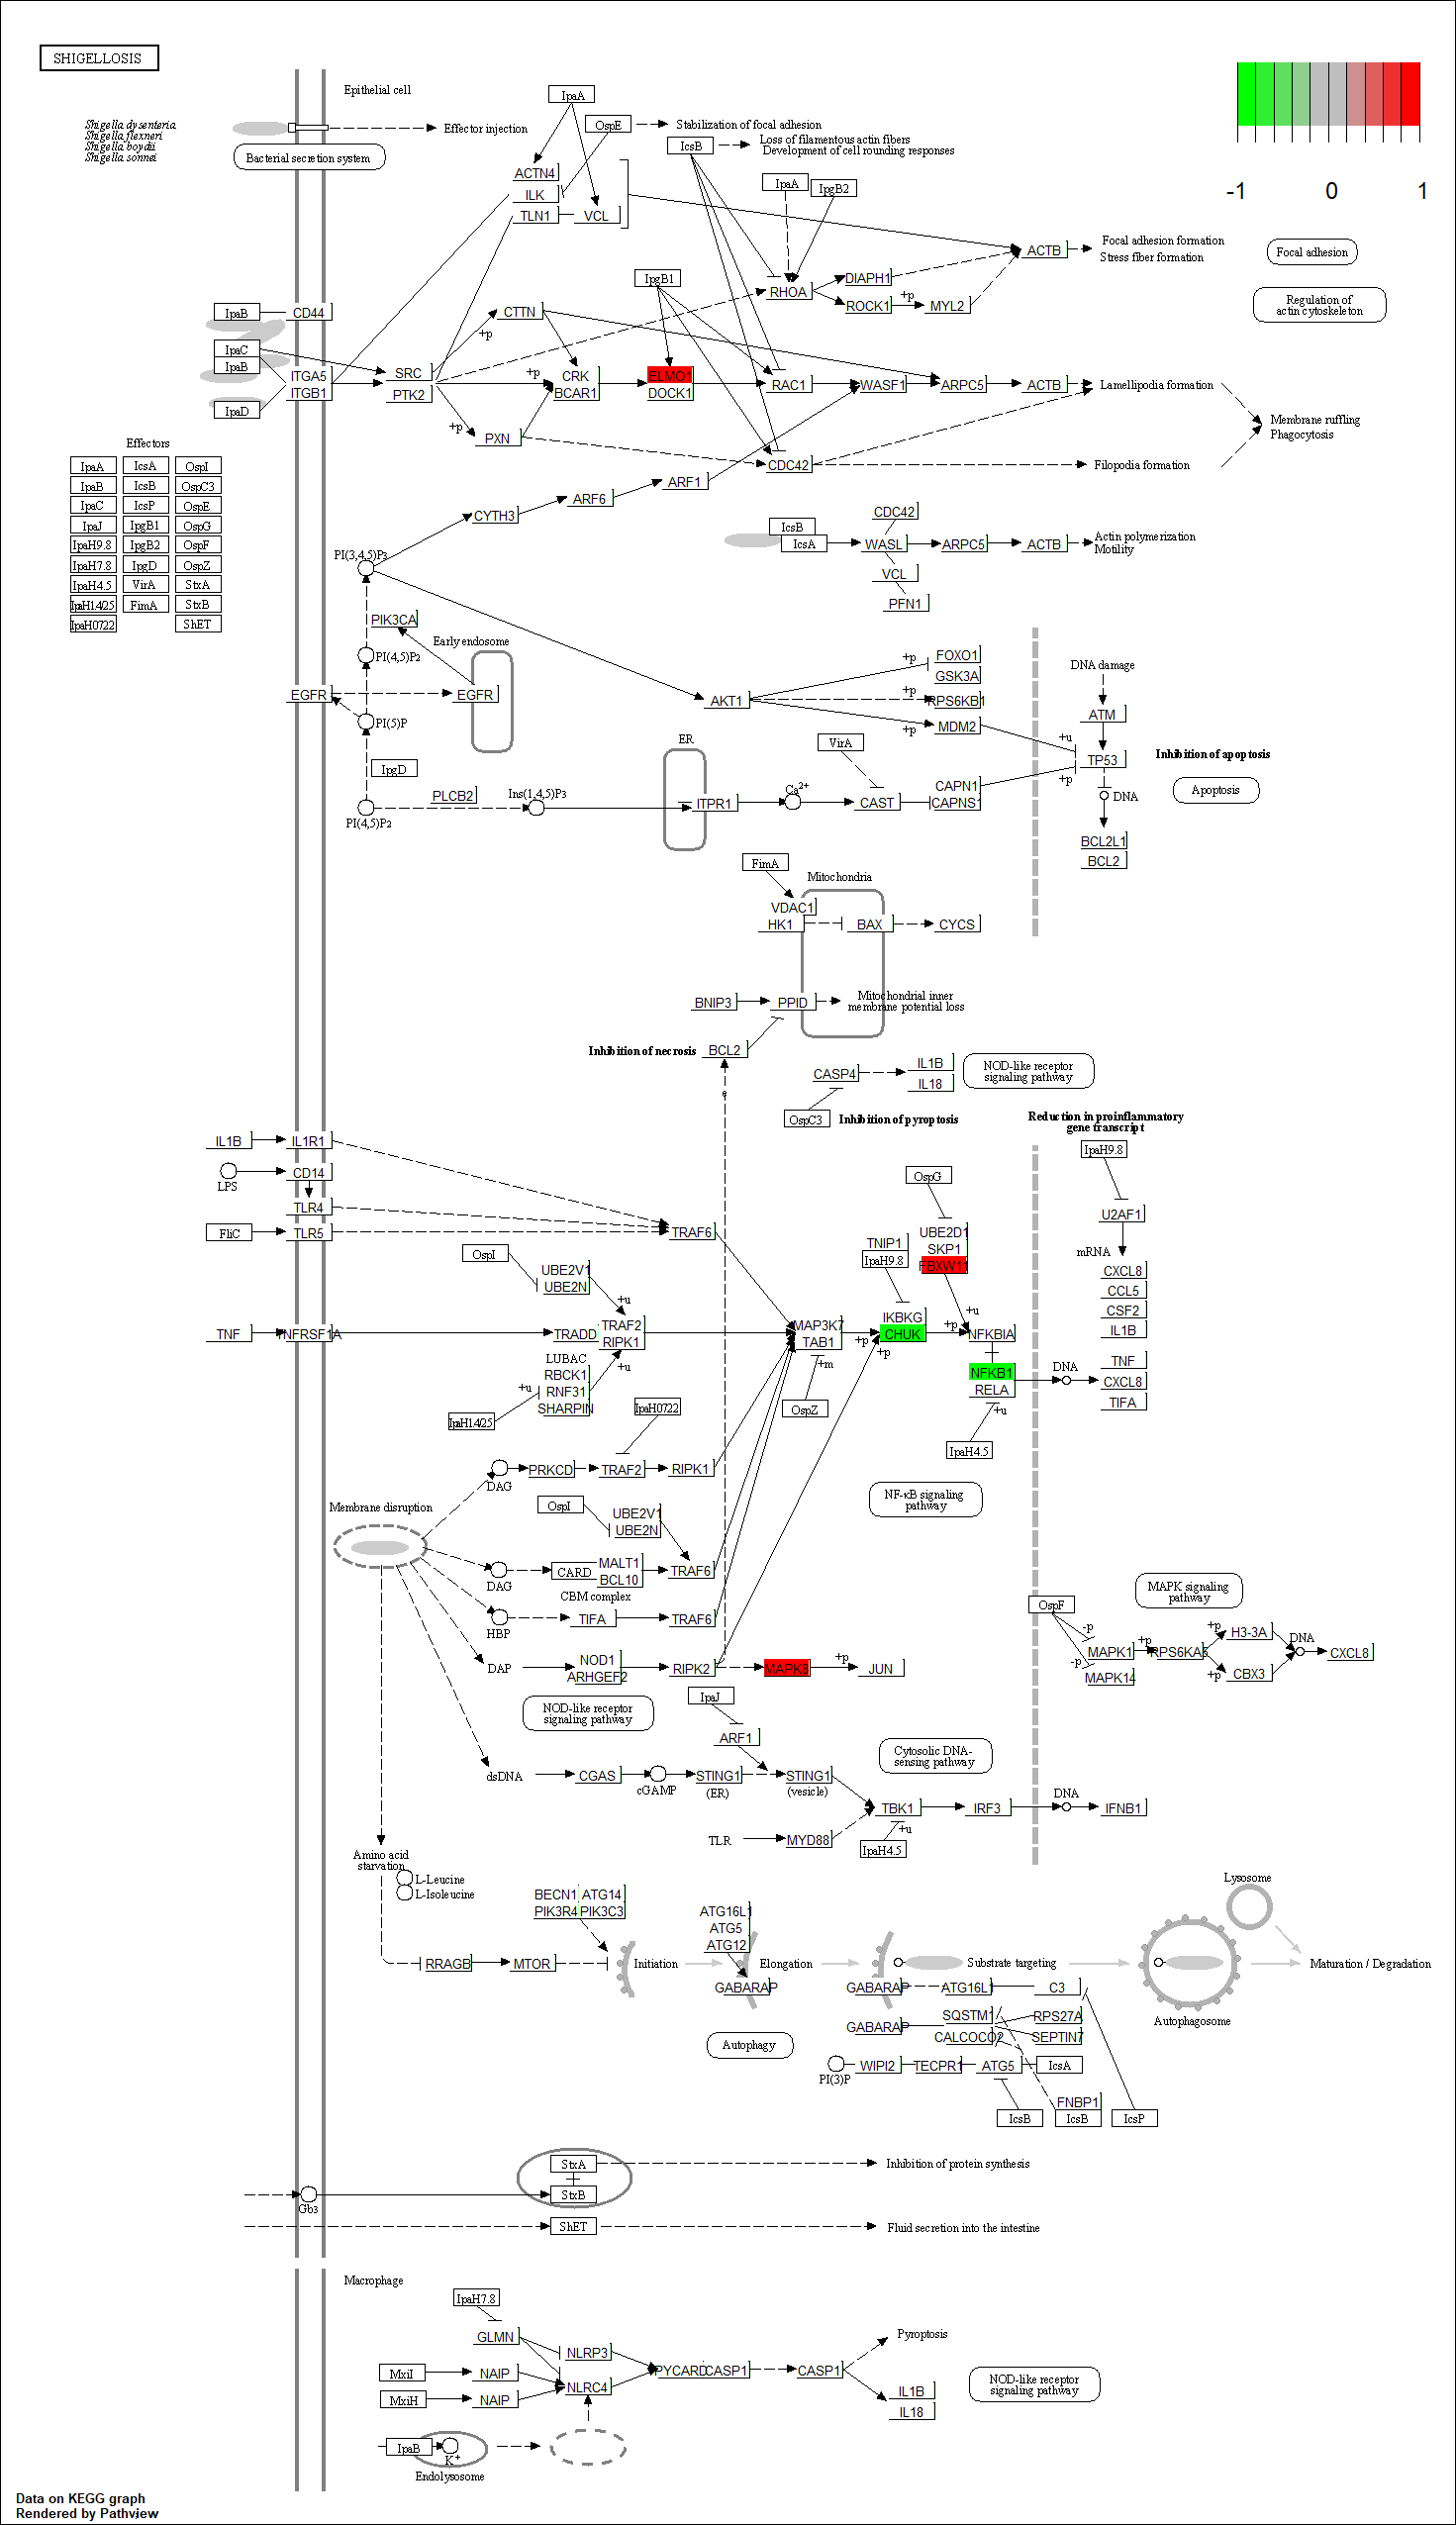 SHIGELLOSIS
-1 0 1
Epithelial cell
Shigella dysenteria
Shigella flexneri
Shigella boydii
Shigella sonnei
Bacterial secretion system
Effector injection
IpaA
OspE
Stabilization of focal adhesion
IcsB
Loss of filamentous actin fibers
Development of cell rounding responses
ACTN4
ILK
TLN1
VCL
IpaA
IpgB2
ACTB
Focal adhesion formation
Stress fiber formation
Focal adhesion
Regulation of
actin cytoskeleton
IpgB1
RHOA
DIAPH1
ROCK1
+p
MYL2
IpaB
CD44
CTTN
+p
IpaC
IpaB
IpaD
ITGA5
ITGB1
SRC
PTK2
+p
CRK
BCAR1
ELMO1
DOCK1
RAC1
WASF1
ARPC5
ACTB
Lamellipodia formation
Membrane ruffling
Phagocytosis
+p
PXN
CDC42
Filopodia formation
Effectors
IpaA IcsA OspI
IpaB IcsB OspC3
IpaC IcsP OspE
IpaJ IpgB1 OspG
IpaH9.8 IpgB2 OspF
IpaH7.8 IpgD OspZ
IpaH4.5 VirA StxA
IpaH1425 FimA StxB
IpaH0722 ShET
ARF1
ARF6
CYTH3
PI(3,4,5)P3
CDC42
IcsB
IcsA
WASL
ARPC5
ACTB
Actin polymerization
Motility
VCL
PFN1
PIK3CA
Early endosome
PI(4,5)P2
EGFR
EGFR
PI(5)P
IpgD
PLCB2
Ins(1,4,5)P3
PI(4,5)P2
AKT1
+p
FOXO1
GSK3A
+p
RPS6KB1
+p
MDM2
DNA damage
ATM
+u
TP53
+p
Inhibition of apoptosis
Apoptosis
DNA
BCL2L1
BCL2
ER
ITPR1
Ca2+
VirA
CAST
CAPN1
CAPNS1
FimA
Mitochondria
VDAC1
HK1
BAX
CYCS
BNIP3
PPID
Mitochondrial inner
membrane potential loss
Inhibition of necrosis
BCL2
e
CASP4
IL1B
IL18
NOD-like receptor
signaling pathway
OspC3
Inhibition of pyroptosis
Reduction in proinflammatory
gene transcript
IpaH9.8
U2AF1
mRNA
CXCL8
CCL5
CSF2
IL1B
IL1B
IL1R1
LPS
CD14
TLR4
FliC
TLR5
TRAF6
OspG
UBE2D1
SKP1
FBXW11
TNIP1
IpaH9.8
OspI
UBE2V1
UBE2N
+u
TNF
TNFRSF1A
TRADD
TRAF2
RIPK1
MAP3K7
TAB1
+p
+p
IKBKG
CHUK
+p
+u
NFKBIA
NFKB1
RELA
+u
IpaH4.5
DNA
TNF
CXCL8
TIFA
LUBAC
RBCK1
RNF31
SHARPIN
+u
+u
IpaH1425
IpaH0722
+m
OspZ
NF-κB signaling
pathway
DAG
PRKCD
TRAF2
RIPK1
Membrane disruption
OspI
UBE2V1
UBE2N
DAG
CARD
MALT1
BCL10
CBM complex
TRAF6
HBP
TIFA
TRAF6
DAP
NOD1
ARHGEF2
RIPK2
MAPK8
+p
JUN
NOD-like receptor
signaling pathway
MAPK signaling
pathway
OspF
-p
-p
MAPK1
MAPK14
+p
RPS6KA5
+p
+p
H3-3A
CBX3
DNA
CXCL8
IpaJ
ARF1
dsDNA
CGAS
cGAMP
STING1
(ER)
STING1
(vesicle)
Cytosolic DNA-
sensing pathway
TBK1
IRF3
DNA
IFNB1
TLR
MYD88
+u
IpaH4.5
Amino acid
starvation
L-Leucine
L-Isoleucine
BECN1 ATG14
PIK3R4 PIK3C3
RRAGB
MTOR
Initiation
ATG16L1
ATG5
ATG12
GABARAP
Elongation
Substrate targeting
Lysosome
Autophagosome
Maturation / Degradation
GABARAP
ATG16L1
C3
GABARAP
SQSTM1
CALCOCO2
RPS27A
SEPTIN7
Autophagy
PI(3)P
WIPI2
TECPR1
ATG5
IcsA
IcsB
FNBP1
IcsB
IcsP
StxA
Inhibition of protein synthesis
Gb3
StxB
ShET
Fluid secretion into the intestine
Macrophage
IpaH7.8
GLMN
NLRP3
MxiI
NAIP
MxiH
NAIP
NLRC4
PYCARD
CASP1
CASP1
Pyroptosis
IL1B
IL18
NOD-like receptor
signaling pathway
IpaB
K+
Endolysosome
Data on KEGG graph
Rendered by Pathview